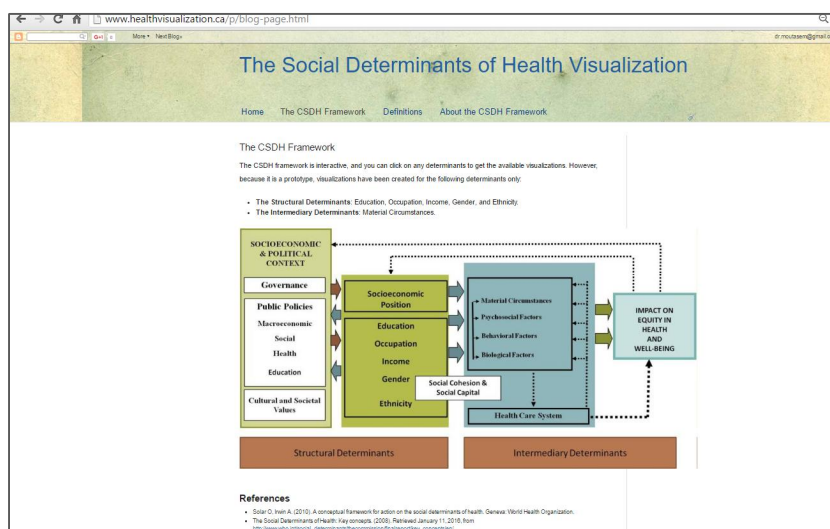 www.healthvisualization.ca/p/blog-page.html
More Next Blog»
dr.moutasem@gmail.c
The Social Determinants of Health Visualization
Home The CSDH Framework Definitions About the CSDH Framework
The CSDH Framework
The CSDH framework is interactive, and you can click on any determinants to get the available visualizations. However,
because it is a prototype, visualizations have been created for the following determinants only:
• The Structural Determinants: Education, Occupation, Income, Gender, and Ethnicity.
• The Intermediary Determinants: Material Circumstances.
SOCIOECONOMIC
& POLITICAL
CONTEXT
Governance
Public Policies
Macroeconomic
Social
Health
Education
Cultural and Societal
Values
Socioeconomic
Position
Education
Occupation
Income
Gender
Ethnicity
Social Cohesion &
Social Capital
Material Circumstances
Psychosocial Factors
Behavioral Factors
Biological Factors
Health Care System
IMPACT ON
EQUITY IN
HEALTH
AND
WELL-BEING
Structural Determinants
Intermediary Determinants
References
• Solar O, Irwin A. (2010). A conceptual framework for action on the social determinants of health. Geneva: World Health Organization.
• The Social Determinants of Health: Key concepts. (2008). Retrieved January 11, 2016, from